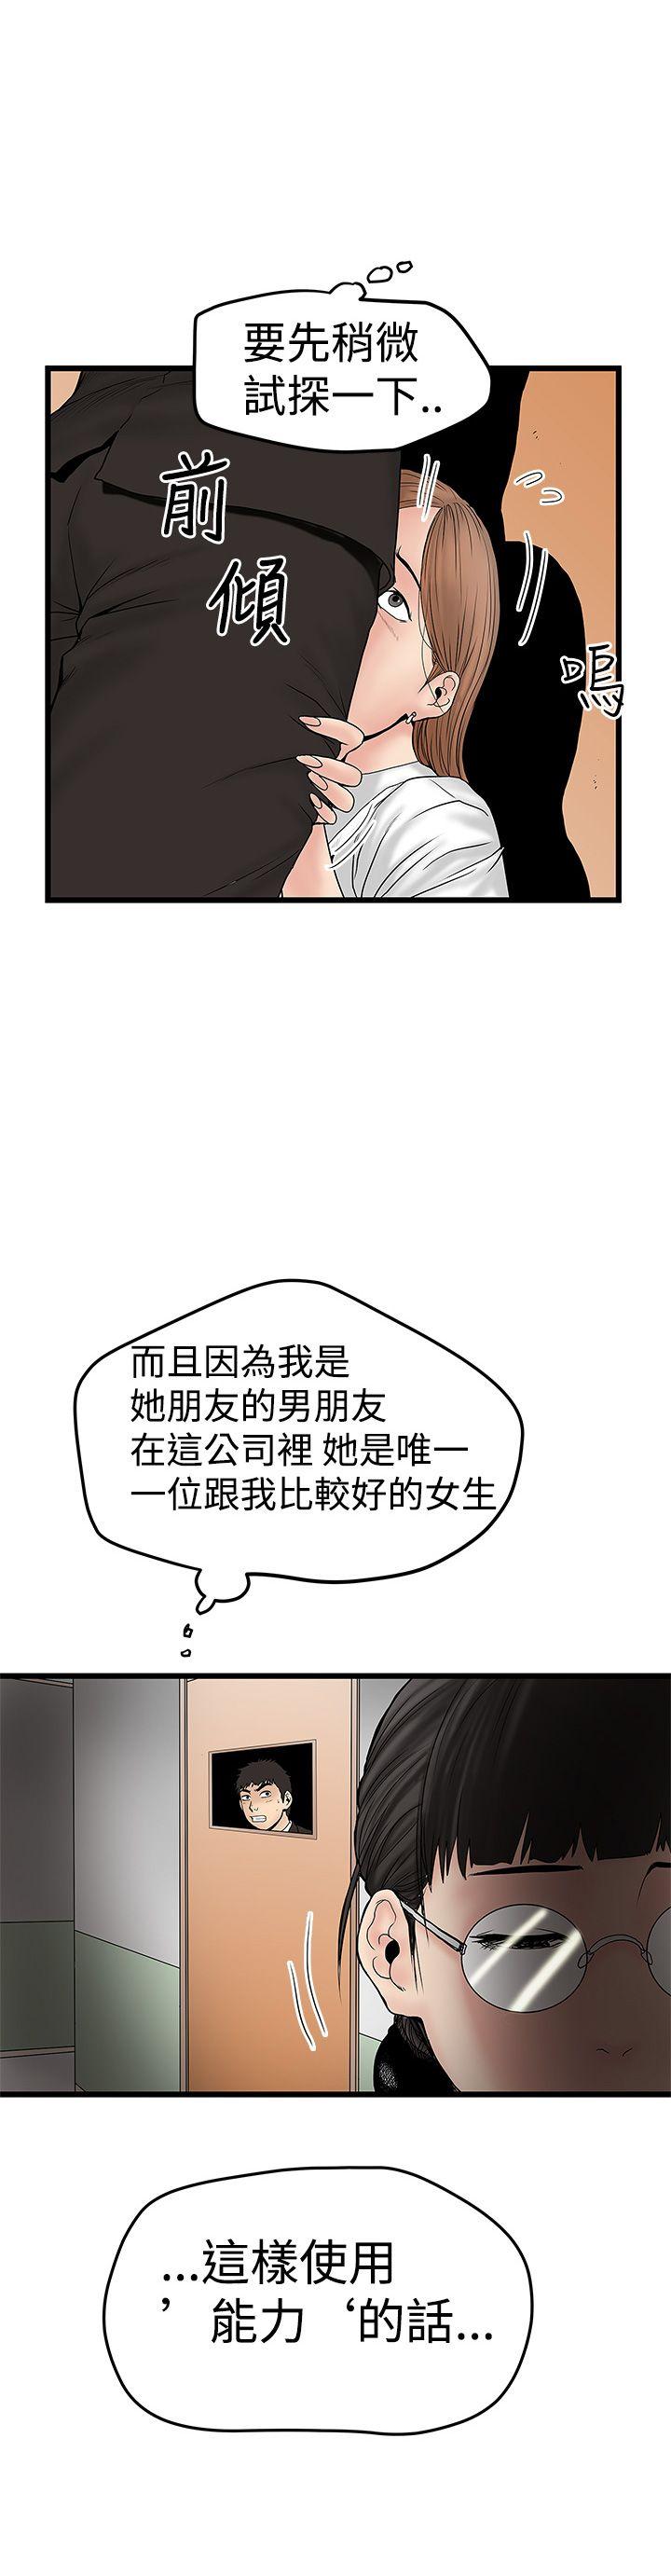 要先稍微
試探一下..
前
傾
嗚
而且因為我是
她朋友的男朋友
在這公司裡 她是唯一
一位跟我比較好的女生
...這樣使用
’能力‘的話...